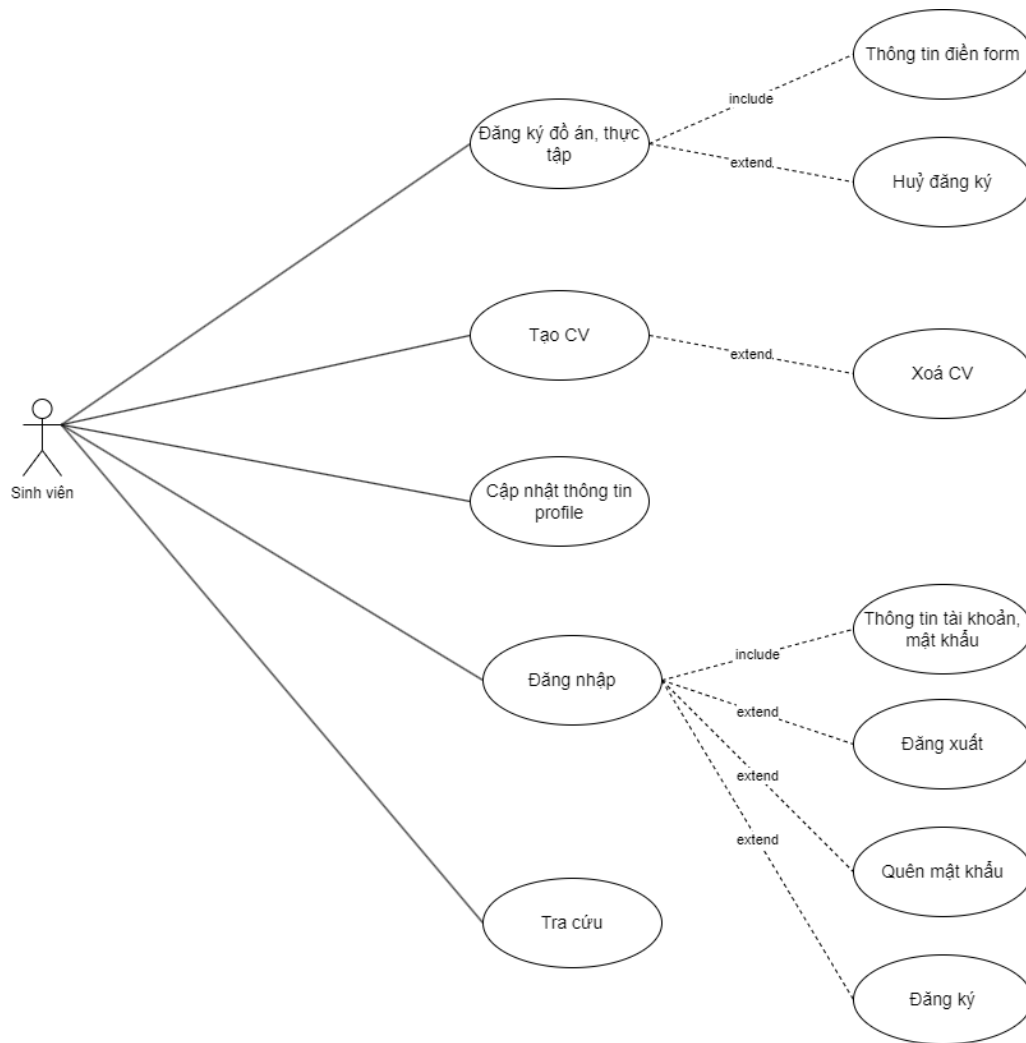 Thông tin điền form
include
Đăng ký đồ án, thực
tập
extend
Huỷ đăng ký
Tạo CV
extend
Xoá CV
Sinh viên
Cập nhật thông tin
profile
Thông tin tài khoản,
mật khẩu
include
Đăng nhập
extend
Đăng xuất
extend
extend
Quên mật khẩu
Tra cứu
Đăng ký